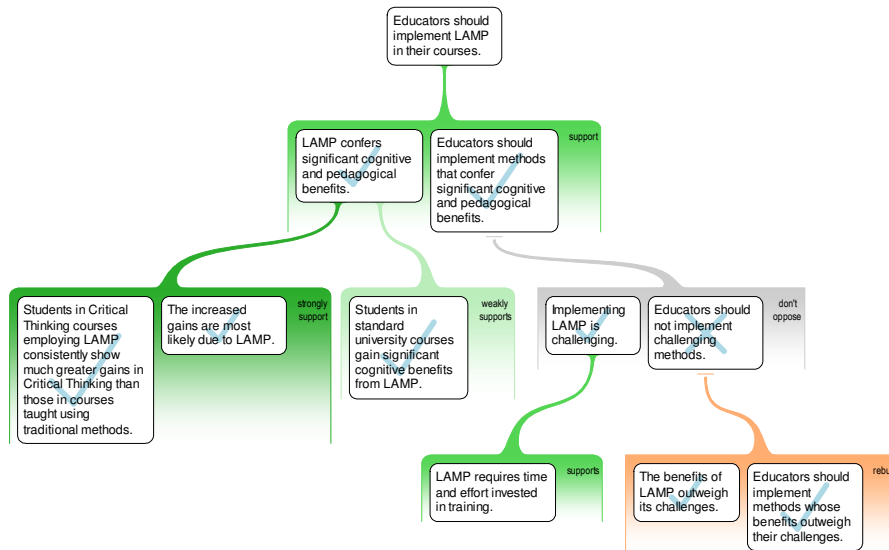 Educators should
implement LAMP
in their courses.
support
LAMP confers
significant cognitive
and pedagogical
benefits.
Educators should
implement methods
that confer
significant cognitive
and pedagogical
benefits.
strongly
support
Students in Critical
Thinking courses
employing LAMP
consistently show
much greater gains in
Critical Thinking than
those in courses
taught using
traditional methods.
The increased
gains are most
likely due to LAMP.
weakly
supports
Students in
standard
university courses
gain significant
cognitive benefits
from LAMP.
don't
oppose
Implementing
LAMP is
challenging.
Educators should
not implement
challenging
methods.
supports
LAMP requires time
and effort invested
in training.
rebu
The benefits of
LAMP outweigh
its challenges.
Educators should
implement
methods whose
benefits outweigh
their challenges.